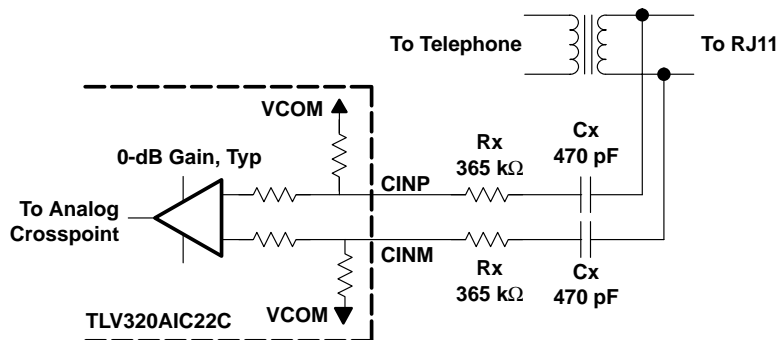 To Telephone
To RJ11
VCOM
0-dB Gain, Typ
Rx
365 kΩ
Cx
470 pF
CINP
To Analog
Crosspoint
CINM
Rx
365 kΩ
Cx
470 pF
VCOM
TLV320AIC22C